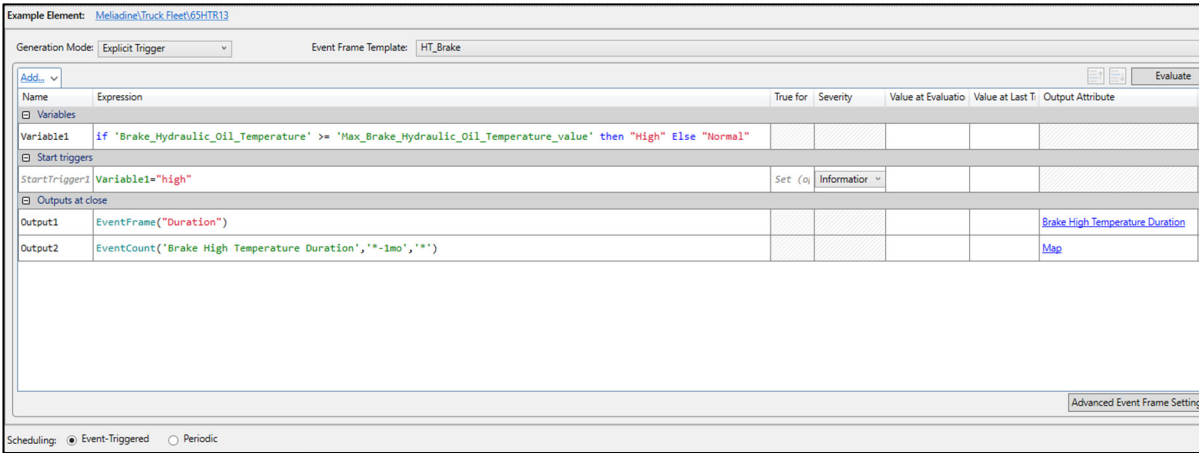 Example Element: Meliadine\Truck Fleet\65HTR13
Generation Mode: Explicit Trigger Event Frame Template: HT_Brake
Add... Evaluate
Name Expression True for Severity Value at Evaluatio Value at Last Ti Output Attribute
Variables
Variable1 if 'Brake_Hydraulic_Oil_Temperature' >= 'Max_Brake_Hydraulic_Oil_Temperature_value' then "High" Else "Normal"
Start triggers
StartTrigger1 Variable1="high" Set (o Informatior
Outputs at close
Output1 EventFrame("Duration") Brake High Temperature Duration
Output2 EventCount('Brake High Temperature Duration','*-1mo','*') Map
Advanced Event Frame Setting
Scheduling: Event-Triggered Periodic